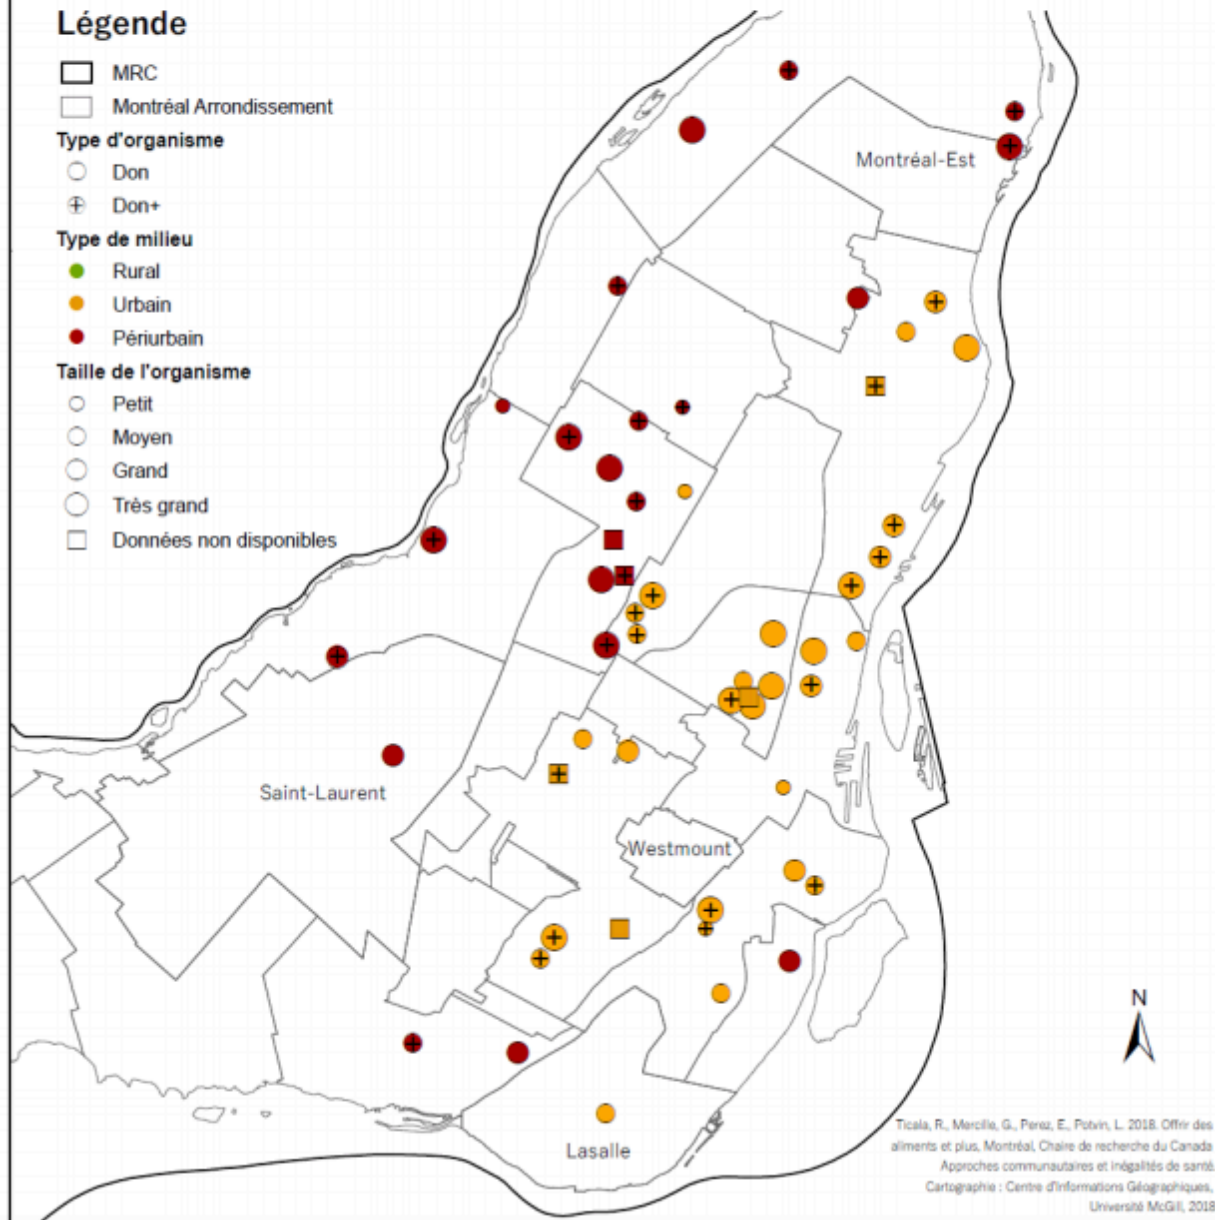 Légende
MRC
Montréal Arrondissement
Type d'organisme
Don
Don+
Type de milieu
Rural
Urbain
Périurbain
Taille de l'organisme
Petit
Moyen
Grand
Très grand
Données non disponibles
Montréal-Est
Saint-Laurent
Westmount
Lasalle
N
Ticala, R., Mercille, G., Perez, E., Potvin, L. 2018. Offrir des
aliments et plus, Montréal, Chaire de recherche du Canada
Approches communautaires et inégalités de santé.
Cartographie : Centre d'Informations Géographiques,
Université McGill, 2018